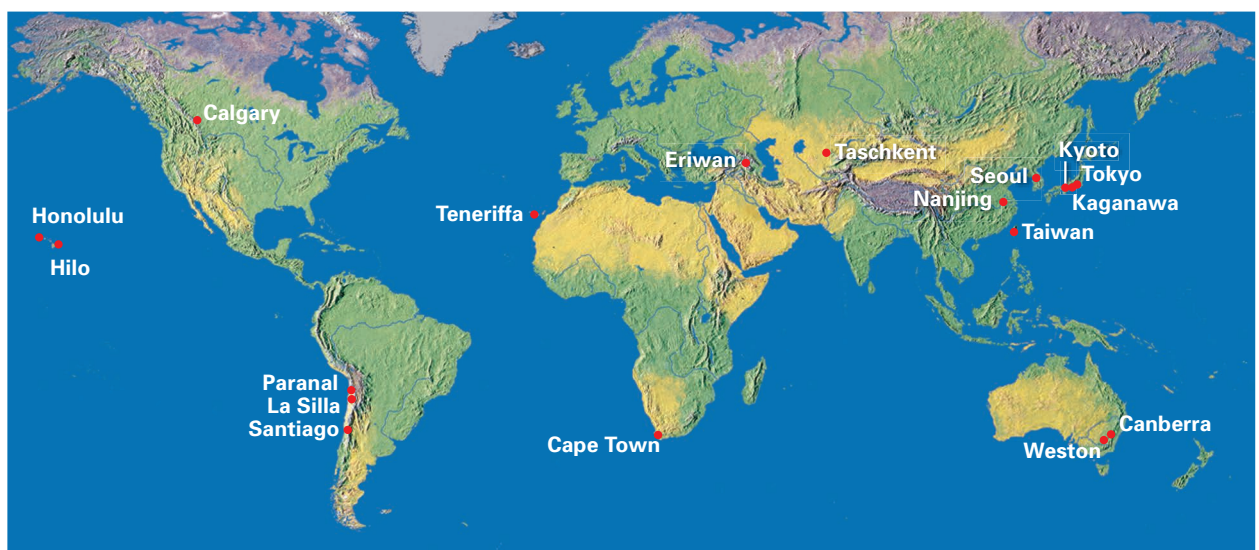 Calgary
Kyoto
Eriwan
Taschkent
Seoul
Tokyo
Nanjing
Kaganawa
Honolulu
Teneriffa
Taiwan
Hilo
Paranal
La Silla
Santiago
Canberra
Cape Town
Weston